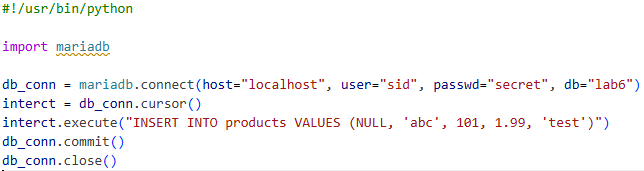 #!/usr/bin/python
import mariadb
db_conn = mariadb.connect(host="localhost", user="sid", passwd="secret", db="lab6")
interct = db_conn.cursor()
interct.execute("INSERT INTO products VALUES (NULL, 'abc', 101, 1.99, 'test')")
db_conn.commit()
db_conn.close()